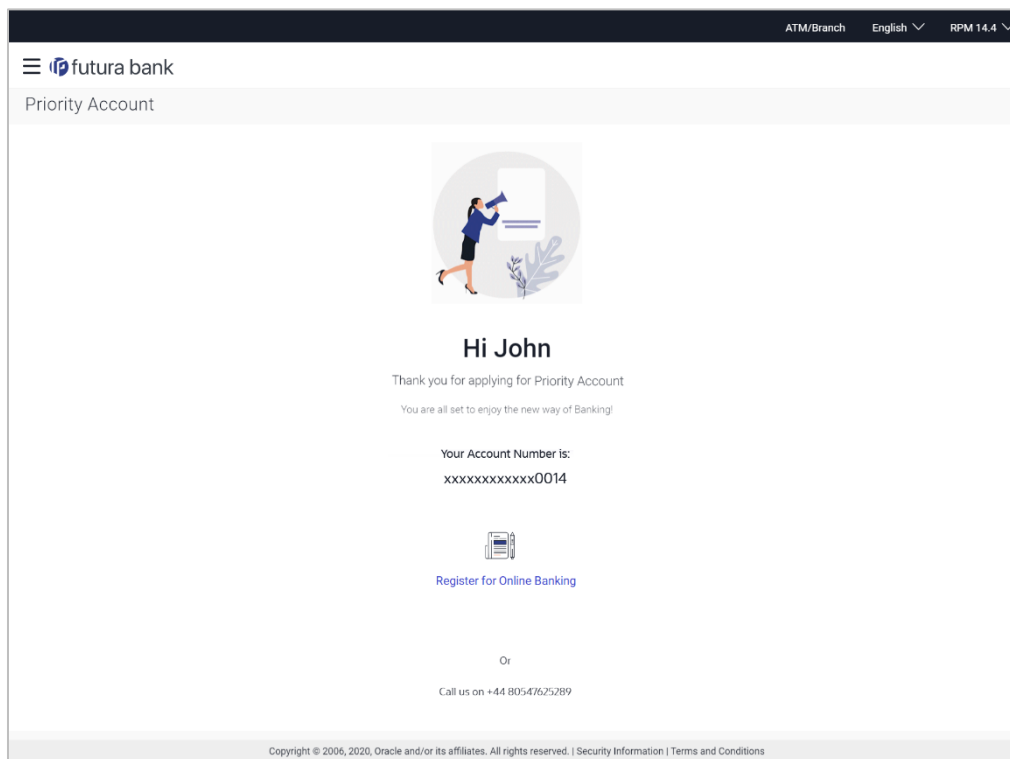 ATM/Branch English RPM 14.4
futura bank
Priority Account
Hi John
Thank you for applying for Priority Account
You are all set to enjoy the new way of Banking!
Your Account Number is:
xxxxxxxxxxxx0014
Register for Online Banking
Or
Call us on +44 80547625289
Copyright © 2006, 2020, Oracle and/or its affiliates. All rights reserved. | Security Information | Terms and Conditions